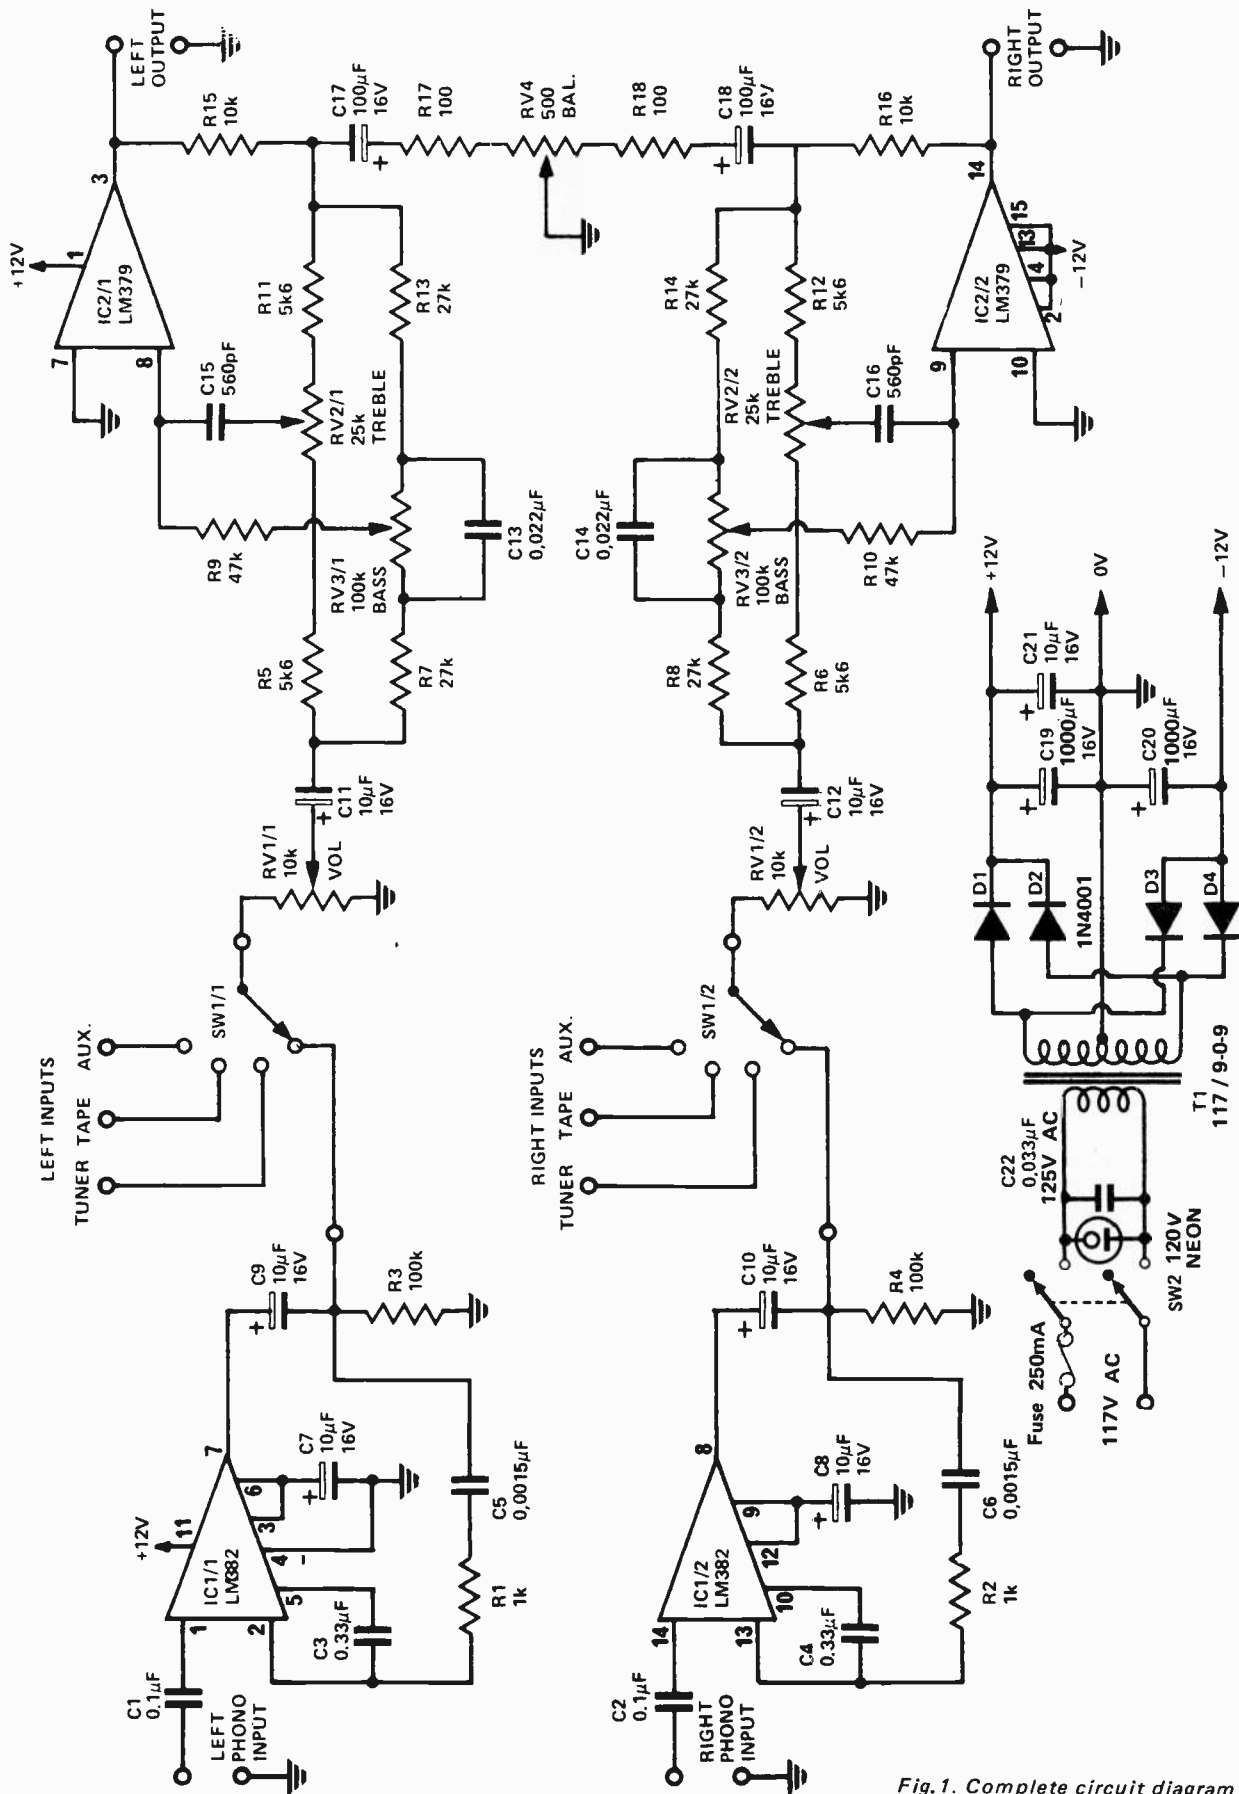 LEFT INPUTS
TUNER TAPE AUX.
SW1/1
C1
0.1µF
LEFT
PHONO
INPUT
1
2
IC1/1
LM382
+12V
11
6
3
4
–
5
7
C3
0.33µF
C7
10µF
16V
+
R1
1k
C5
0,0015µF
C9
10µF
16V
+
R3
100k
RV1/1
10k
VOL
C11
10µF
16V
+
R5
5k6
R7
27k
R9
47k
RV3/1
100k
BASS
C13
0,022µF
RV2/1
25k
TREBLE
C15
560pF
R11
5k6
R13
27k
7
8
IC2/1
LM379
+12V
1
3
LEFT
OUTPUT
R15
10k
C17
100µF
16V
+
R17
100
RV4
500
BAL.
R18
100
C18
100µF
16V
+
R16
10k
RIGHT
OUTPUT
RIGHT INPUTS
TUNER TAPE AUX.
SW1/2
C2
0.1µF
RIGHT
PHONO
INPUT
14
13
IC1/2
LM382
9
12
10
8
C4
0.33µF
C8
10µF
16V
+
R2
1k
C6
0,0015µF
C10
10µF
16V
+
R4
100k
RV1/2
10k
VOL
C12
10µF
16V
+
R8
27k
R6
5k6
C14
0,022µF
RV3/2
100k
BASS
R10
47k
RV2/2
25k
TREBLE
C16
560pF
R14
27k
R12
5k6
9
10
IC2/2
LM379
14
15
13
4
2
–12V
Fuse 250mA
117V AC
SW2
120V
NEON
C22
0,033µF
125V AC
T1
117 / 9-0-9
D1
D2
1N4001
D3
D4
C19
1000µF
16V
+
C21
10µF
16V
+
C20
1000µF
16V
+
+12V
0V
–12V
Fig.1. Complete circuit diagram